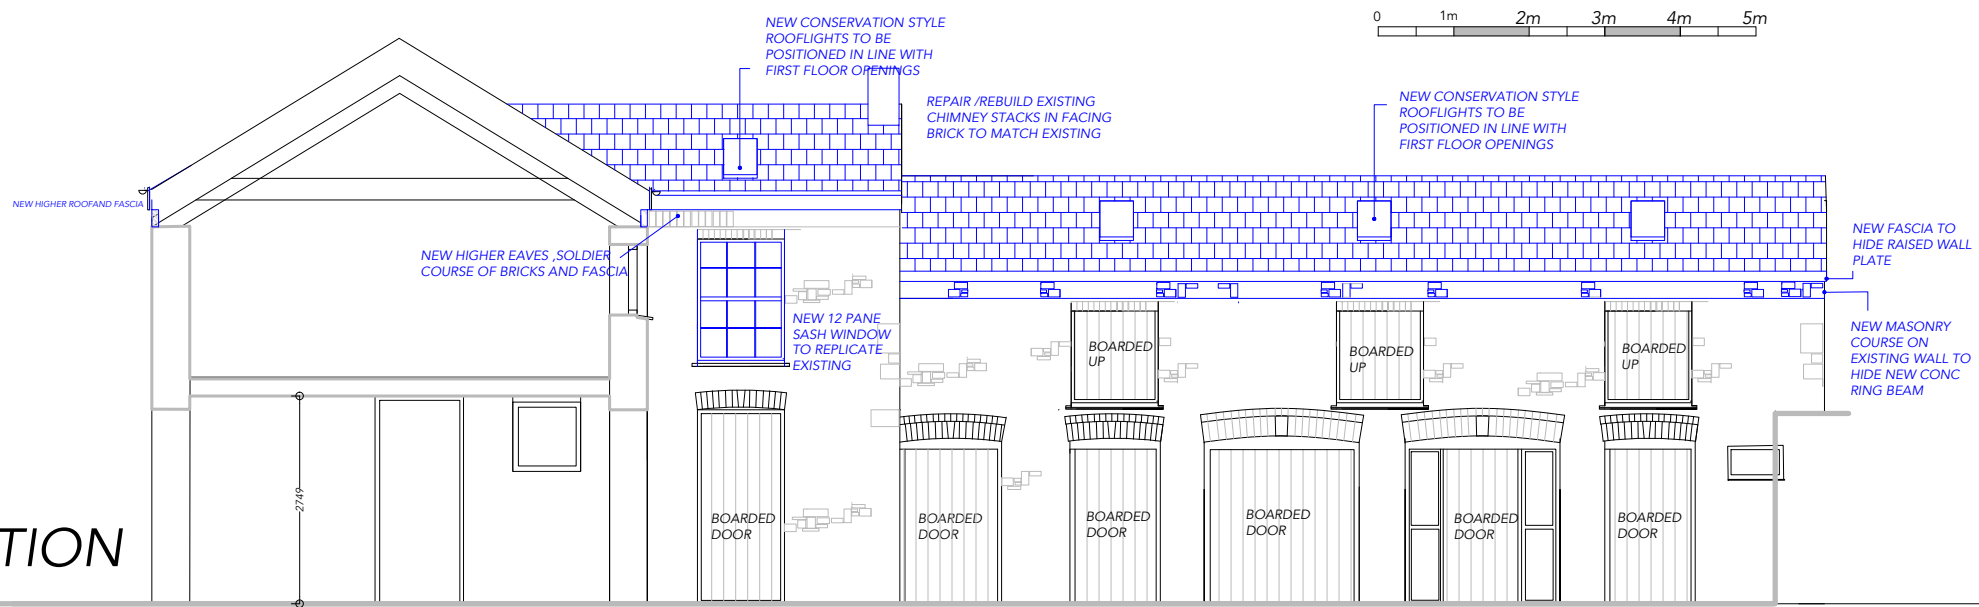 0 1m 2m 3m 4m 5m
NEW CONSERVATION STYLE
ROOFLIGHTS TO BE
POSITIONED IN LINE WITH
FIRST FLOOR OPENINGS
REPAIR /REBUILD EXISTING
CHIMNEY STACKS IN FACING
BRICK TO MATCH EXISTING
NEW CONSERVATION STYLE
ROOFLIGHTS TO BE
POSITIONED IN LINE WITH
FIRST FLOOR OPENINGS
NEW HIGHER ROOFAND FASCIA
NEW HIGHER EAVES ,SOLDIER
COURSE OF BRICKS AND FASCIA
NEW FASCIA TO
HIDE RAISED WALL
PLATE
NEW 12 PANE
SASH WINDOW
TO REPLICATE
EXISTING
BOARDED
UP
BOARDED
UP
BOARDED
UP
NEW MASONRY
COURSE ON
EXISTING WALL TO
HIDE NEW CONC
RING BEAM
2749
TION
BOARDED
DOOR
BOARDED
DOOR
BOARDED
DOOR
BOARDED
DOOR
BOARDED
DOOR
BOARDED
DOOR